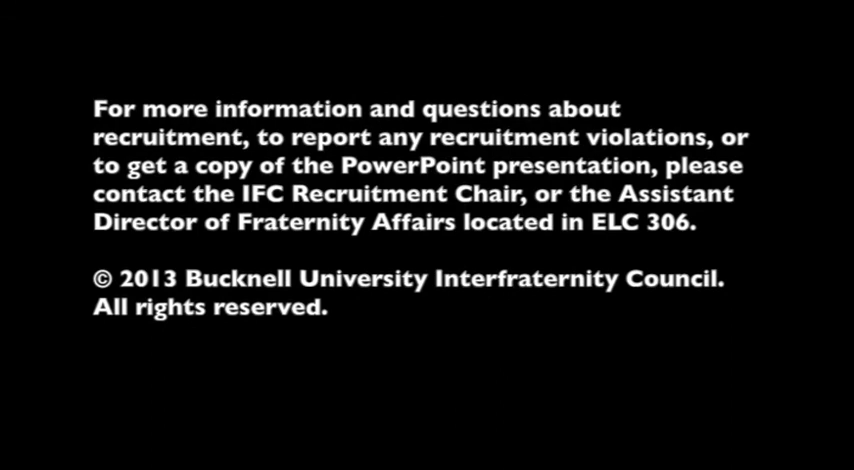 For more information and questions about
recruitment, to report any recruitment violations, or
to get a copy of the PowerPoint presentation, please
contact the IFC Recruitment Chair, or the Assistant
Director of Fraternity Affairs located in ELC 306.
© 2013 Bucknell University Interfraternity Council.
All rights reserved.